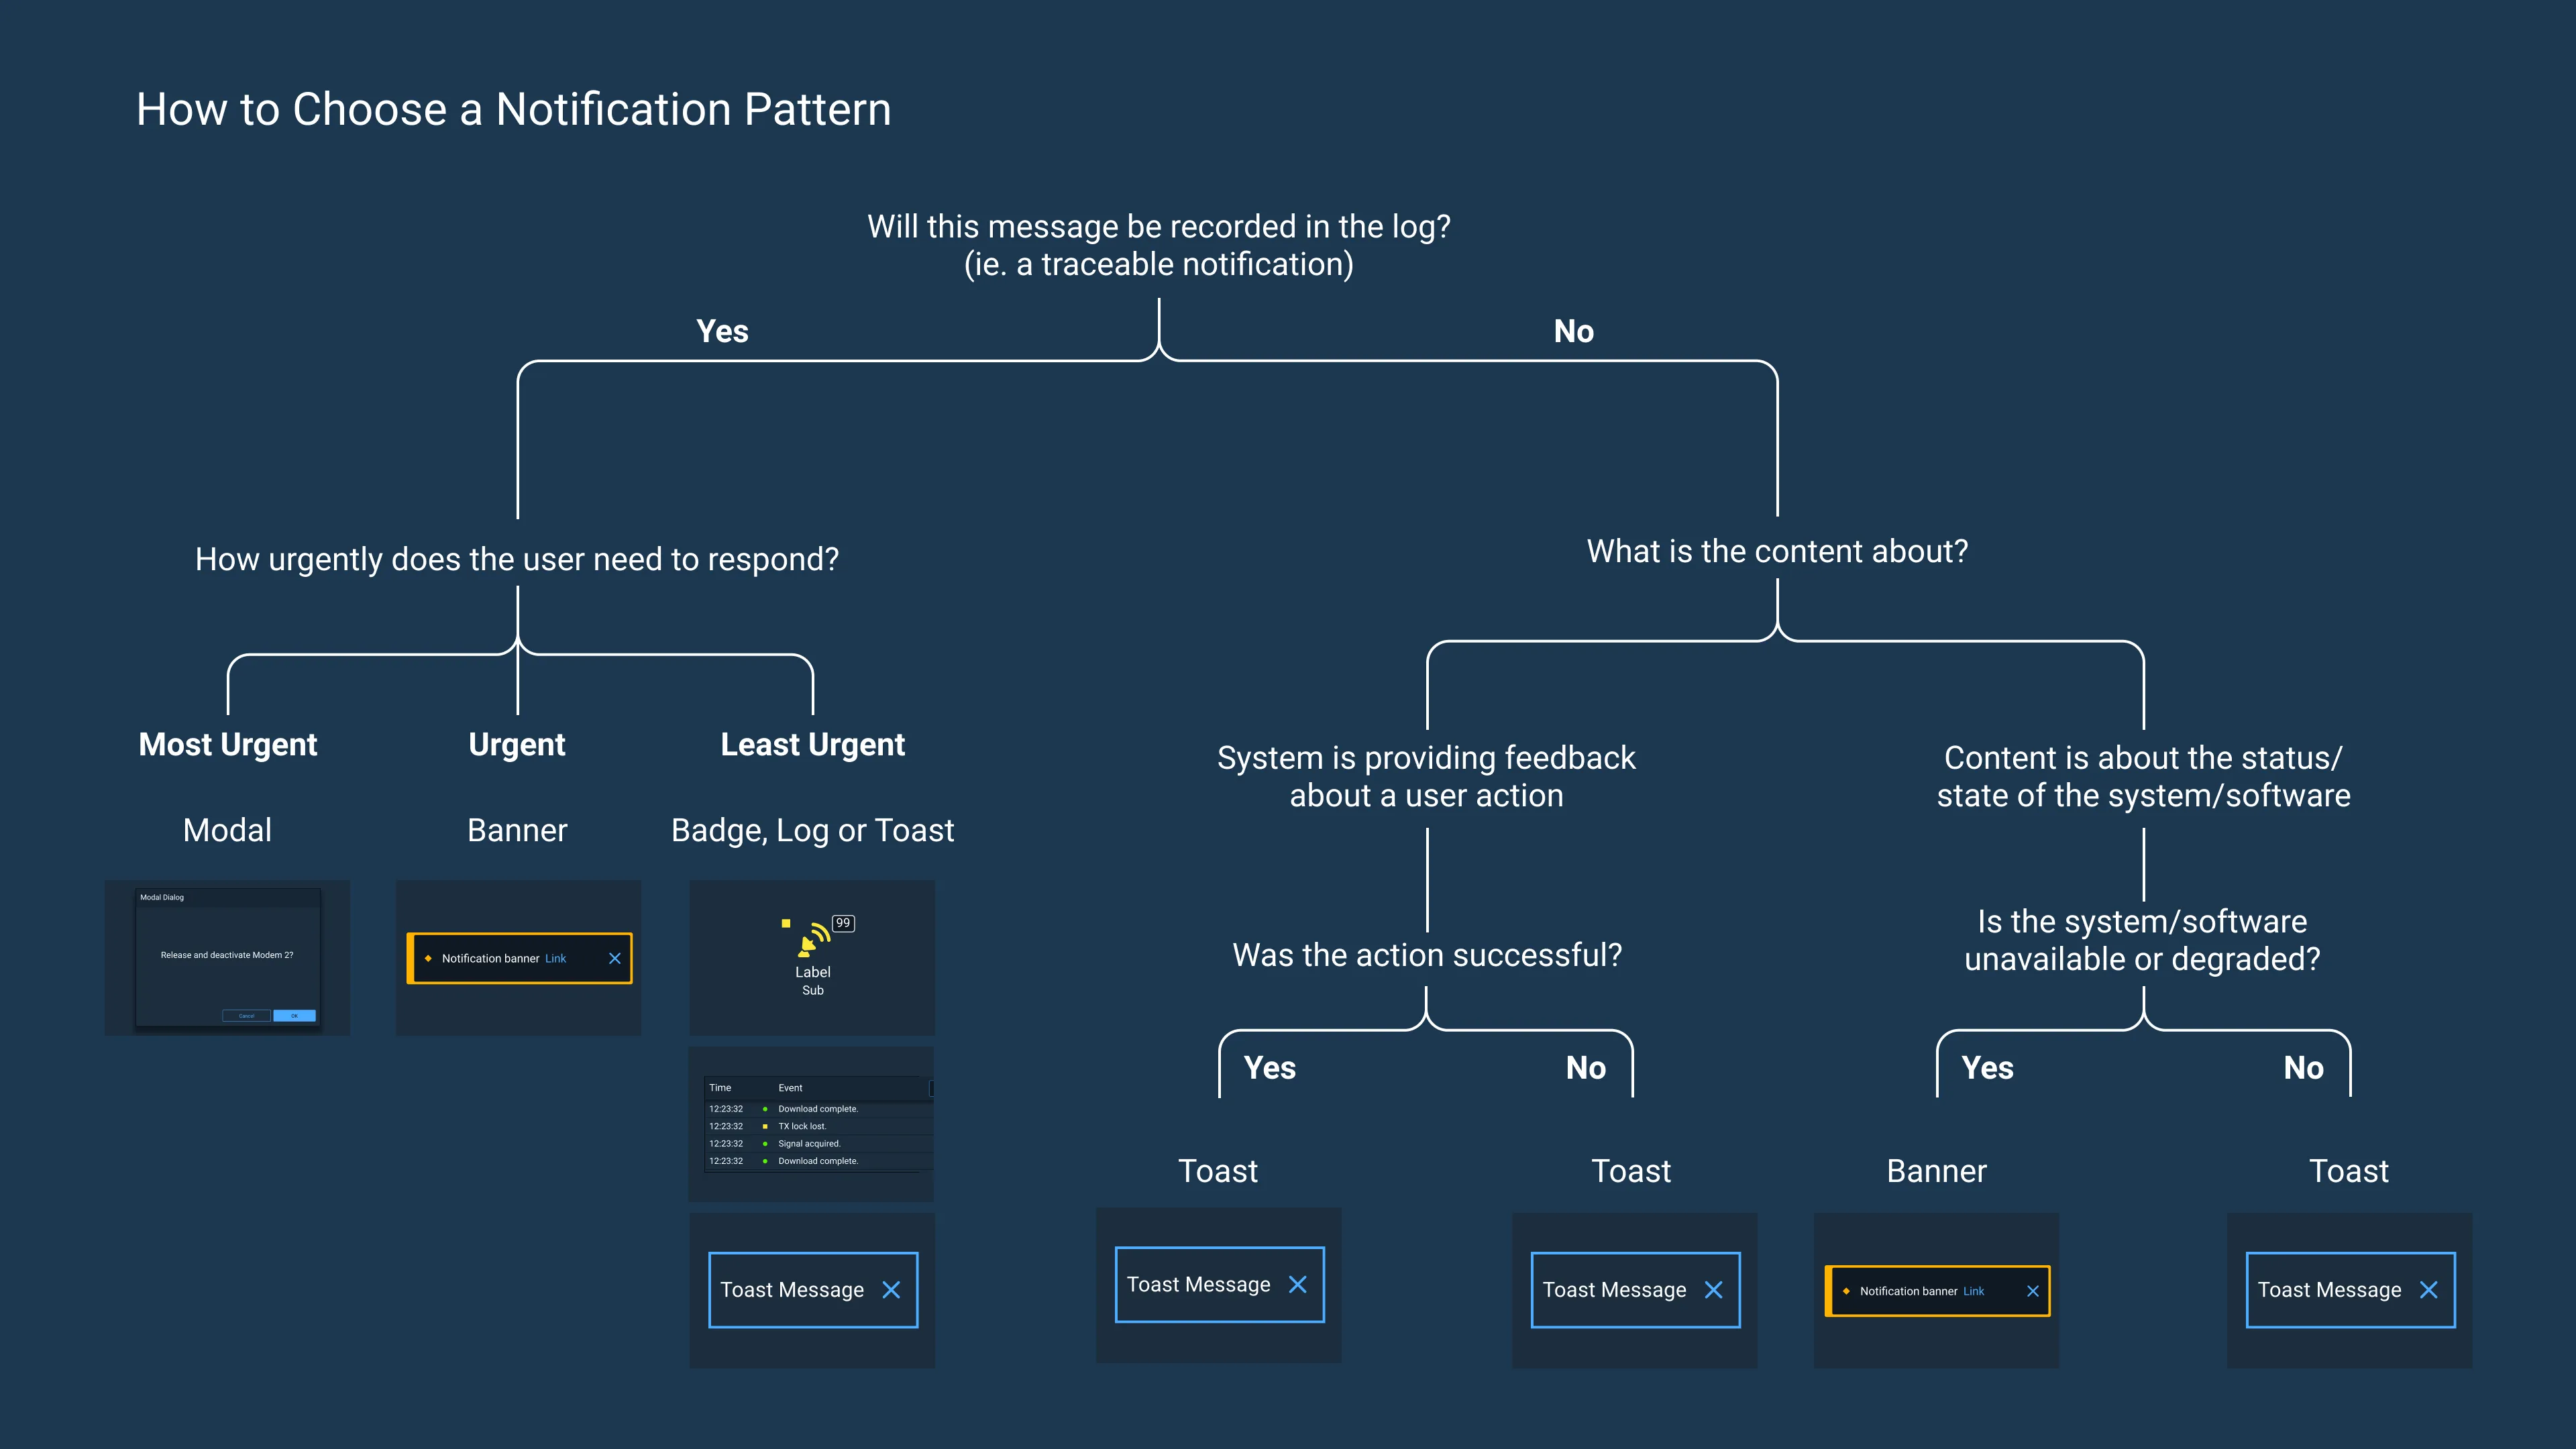 How to Choose a Notification Pattern
Will this message be recorded in the log?
(ie. a traceable notification)
Yes
No
How urgently does the user need to respond?
What is the content about?
Most Urgent
Urgent
Least Urgent
Modal
Banner
Badge, Log or Toast
Modal Dialog
Release and deactivate Modem 2?
Cancel
OK
Notification banner Link
99
Label
Sub
Time Event
12:23:32 Download complete.
12:23:32 TX lock lost.
12:23:32 Signal acquired.
12:23:32 Download complete.
Toast Message
System is providing feedback
about a user action
Was the action successful?
Yes
No
Toast
Toast Message
Toast
Toast Message
Content is about the status/
state of the system/software
Is the system/software
unavailable or degraded?
Yes
No
Banner
Notification banner Link
Toast
Toast Message